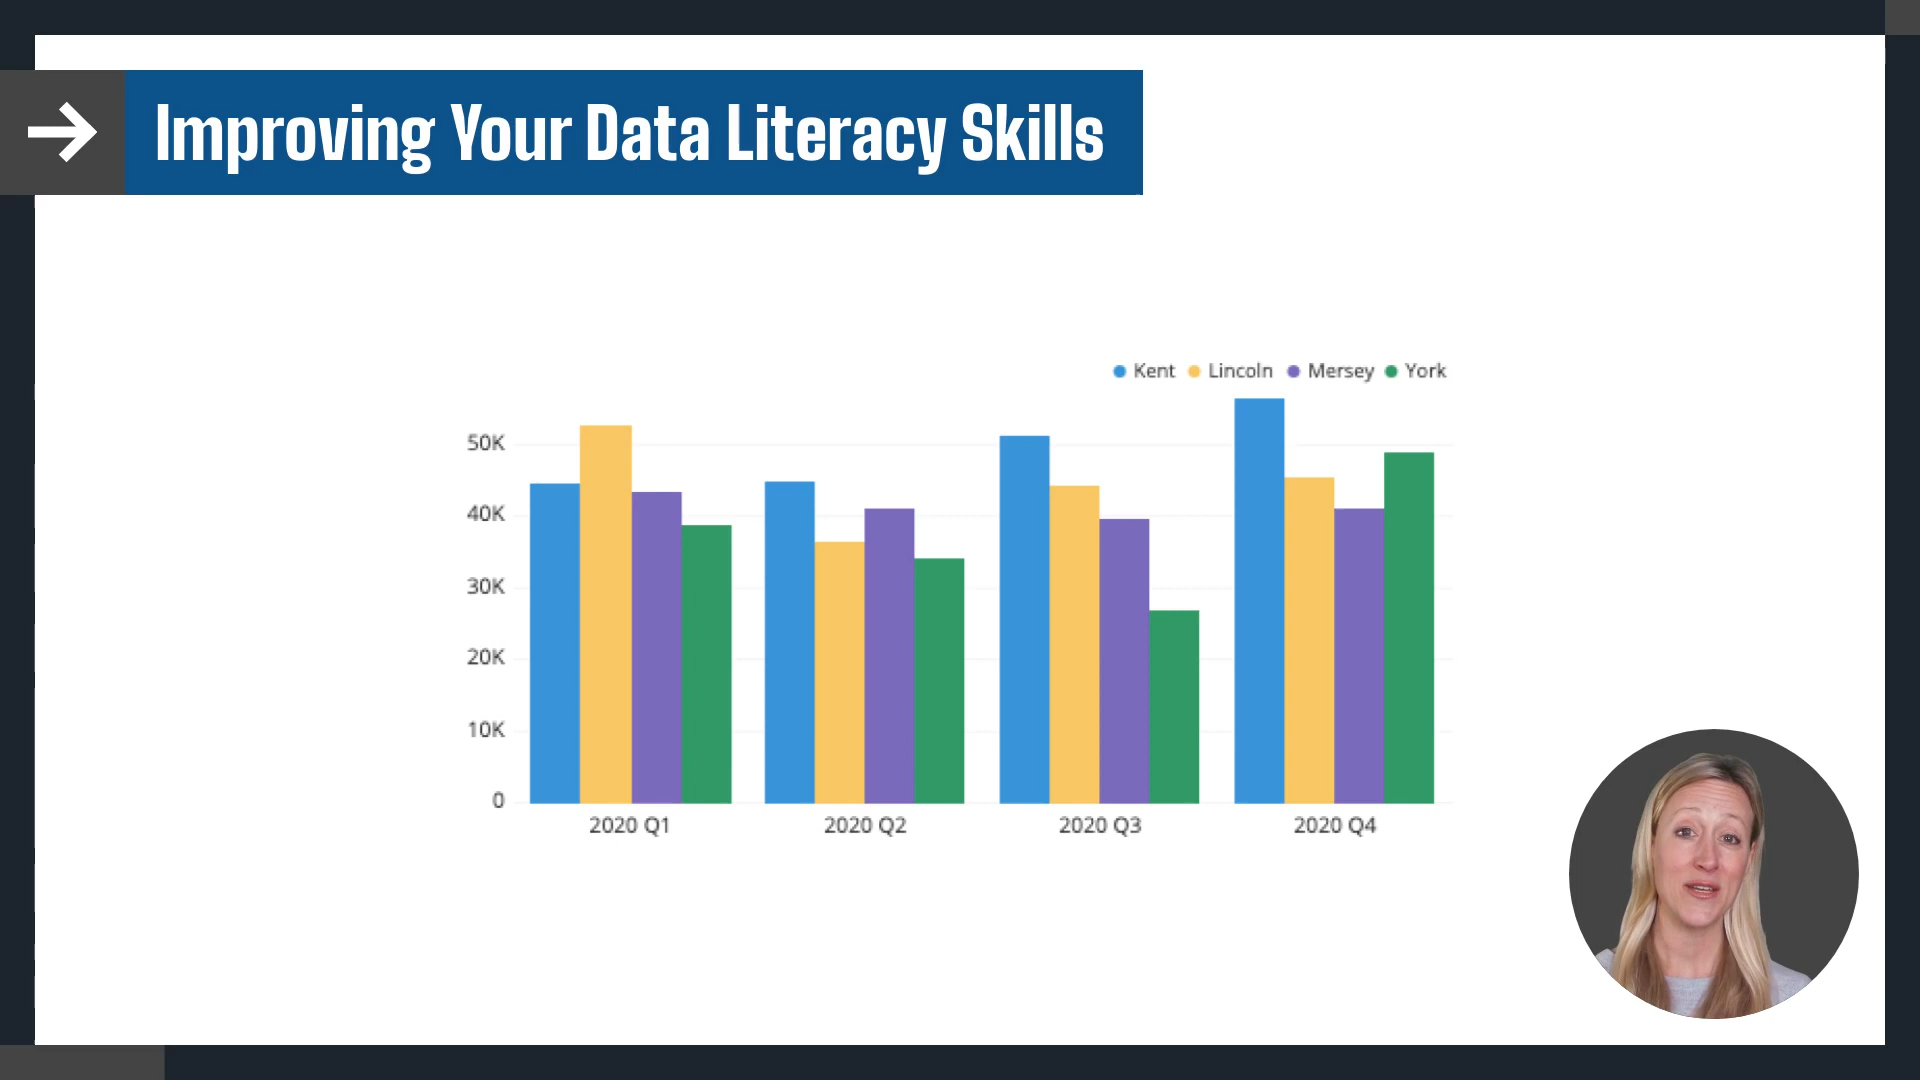 Improving Your Data Literacy Skills
Kent Lincoln Mersey York
50K
40K
30K
20K
10K
0
2020 Q1 2020 Q2 2020 Q3 2020 Q4